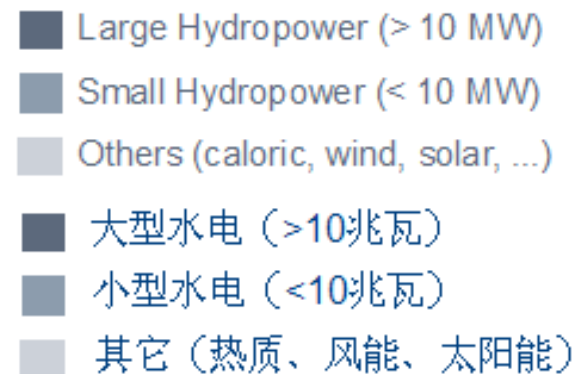 Large Hydropower (> 10 MW)
Small Hydropower (< 10 MW)
Others (caloric, wind, solar, ...)
大型水电（>10兆瓦）
小型水电（<10兆瓦）
其它（热质、风能、太阳能）